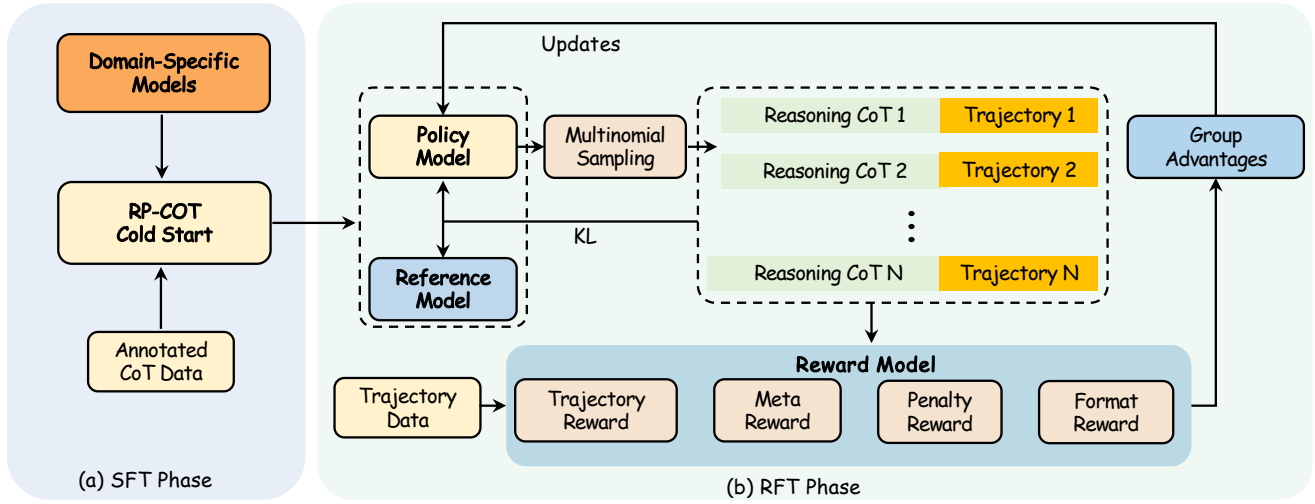 Domain-Specific
Models
RP-COT
Cold Start
Annotated
CoT Data
(a) SFT Phase
Updates
Policy
Model
Multinomial
Sampling
Reasoning CoT 1
Trajectory 1
Reasoning CoT 2
Trajectory 2
Reasoning CoT N
Trajectory N
Group
Advantages
KL
Reference
Model
Reward Model
Trajectory
Data
Trajectory
Reward
Meta
Reward
Penalty
Reward
Format
Reward
(b) RFT Phase